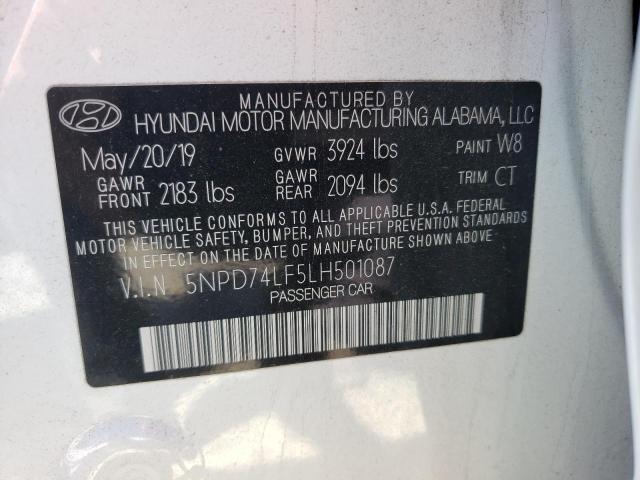 MANUFACTURED BY
HYUNDAI MOTOR MANUFACTURING ALABAMA, LLC
May/20/19 GVWR 3924 lbs PAINT W8
GAWR FRONT 2183 lbs GAWR REAR 2094 lbs TRIM CT
THIS VEHICLE CONFORMS TO ALL APPLICABLE U.S.A. FEDERAL
MOTOR VEHICLE SAFETY, BUMPER, AND THEFT PREVENTION STANDARDS
IN EFFECT ON THE DATE OF MANUFACTURE SHOWN ABOVE.
V.I.N 5NPD74LF5LH501087
PASSENGER CAR